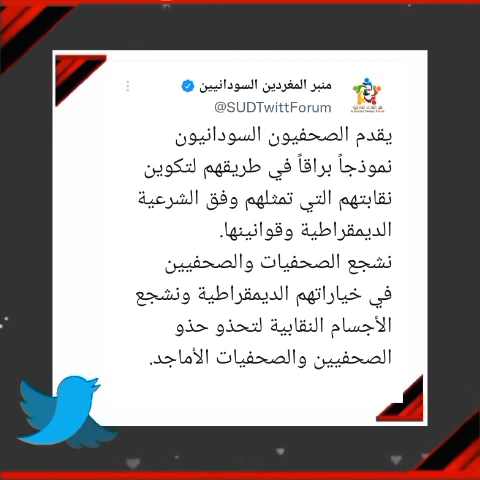 منبر المغردين السودانيين
@SUDTwittForum
يقدم الصحفيون السودانيون
نموذجاً براقاً في طريقهم لتكوين
نقابتهم التي تمثلهم وفق الشرعية
الديمقراطية وقوانينها.
نشجع الصحفيات والصحفيين
في خياراتهم الديمقراطية ونشجع
الأجسام النقابية لتحذو حذو
الصحفيين والصحفيات الأماجد.